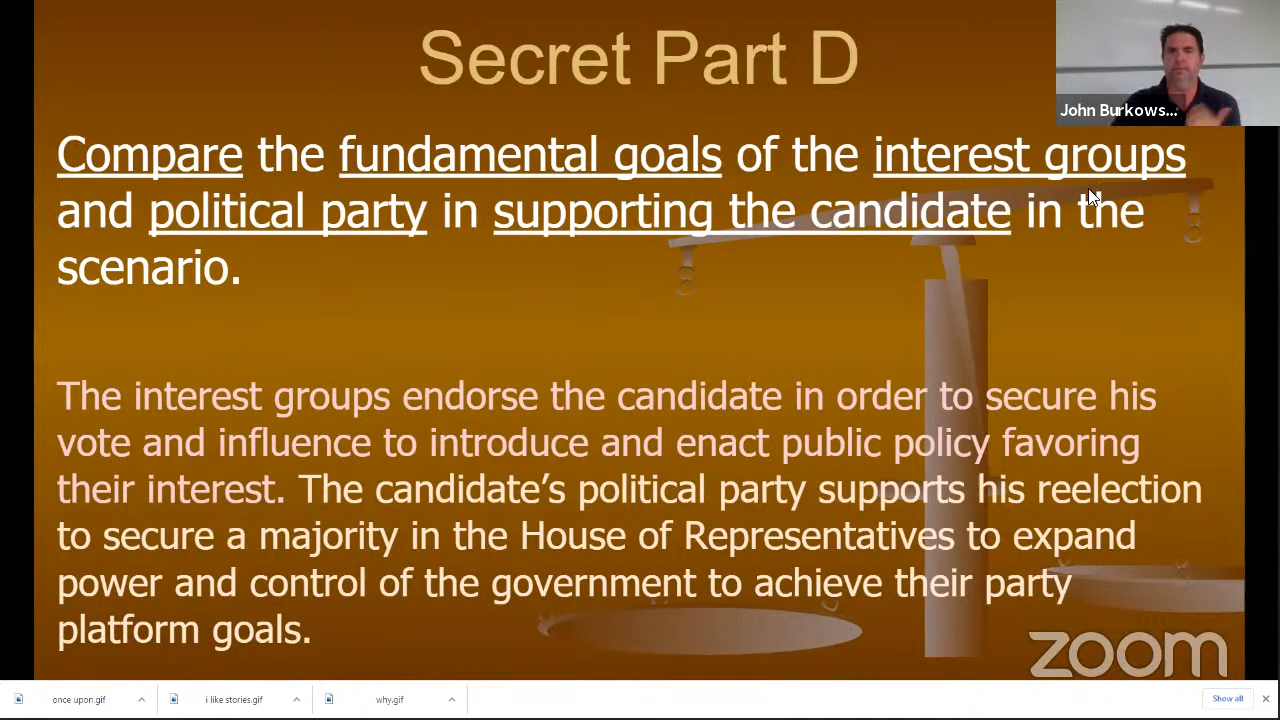 Secret Part D
John Burkows...
Compare the fundamental goals of the interest groups
and political party in supporting the candidate in the
scenario.
The interest groups endorse the candidate in order to secure his
vote and influence to introduce and enact public policy favoring
their interest. The candidate’s political party supports his reelection
to secure a majority in the House of Representatives to expand
power and control of the government to achieve their party
platform goals.
zoom
once upon.gif
i like stories.gif
why.gif
Show all